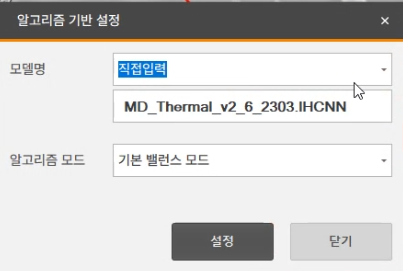 알고리즘 기반 설정 ×
모델명 직접입력
MD_Thermal_v2_6_2303.IHCNN
알고리즘 모드 기본 밸런스 모드
설정 닫기